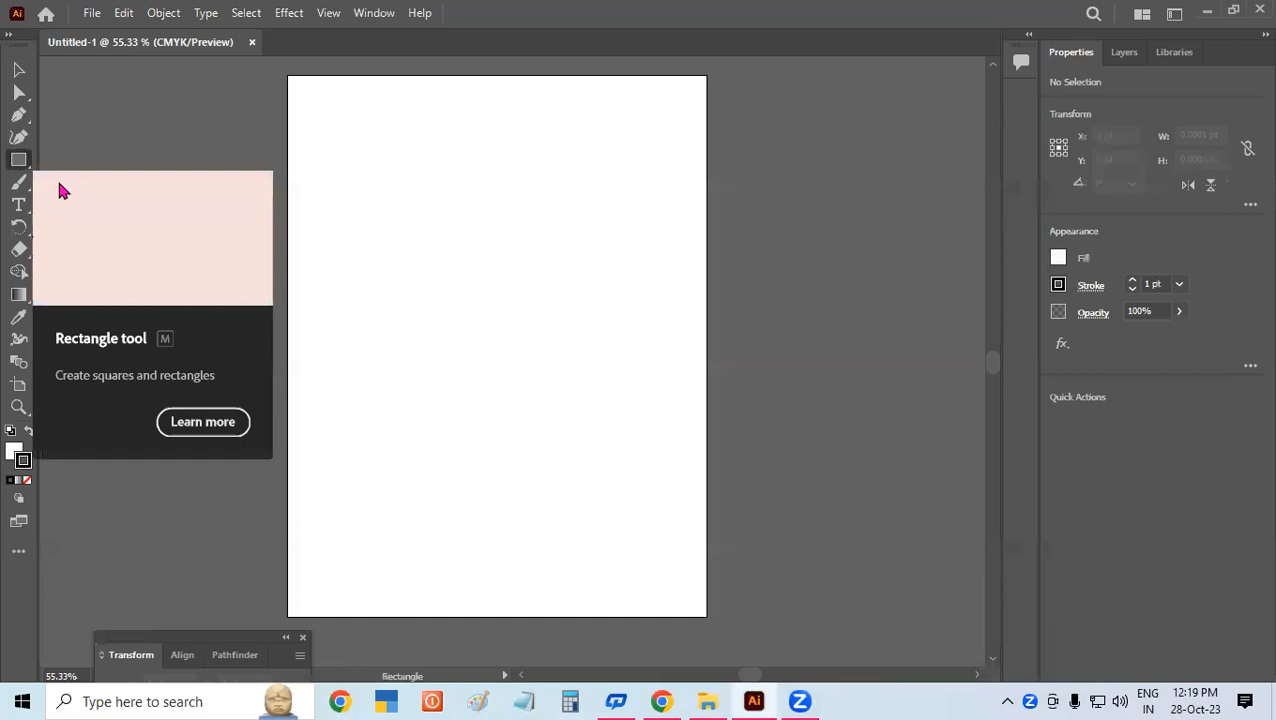 Ai File Edit Object Type Select Effect View Window Help
Untitled-1 @ 55.33 % (CMYK/Preview)
Properties Layers Libraries
No Selection
Transform
X: W: 0.0001 pt
Y: H:
Appearance
Fill
Stroke 1 pt
Opacity 100%
fx.
Quick Actions
T
Rectangle tool M
Create squares and rectangles
Learn more
Transform Align Pathfinder
55.33% Rectangle
Type here to search
Ai
Z
Z
ENG
IN
12:19 PM
28-Oct-23